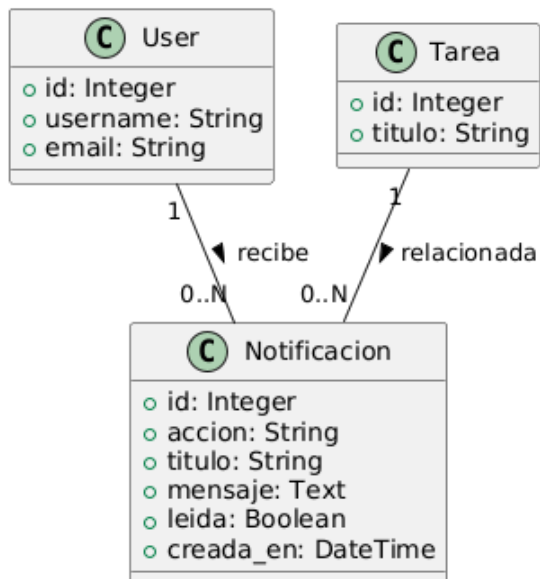 C User
id: Integer
username: String
email: String
C Tarea
id: Integer
titulo: String
1
1
recibe
relacionada
0..N
0..N
C Notificacion
id: Integer
accion: String
titulo: String
mensaje: Text
leida: Boolean
creada_en: DateTime